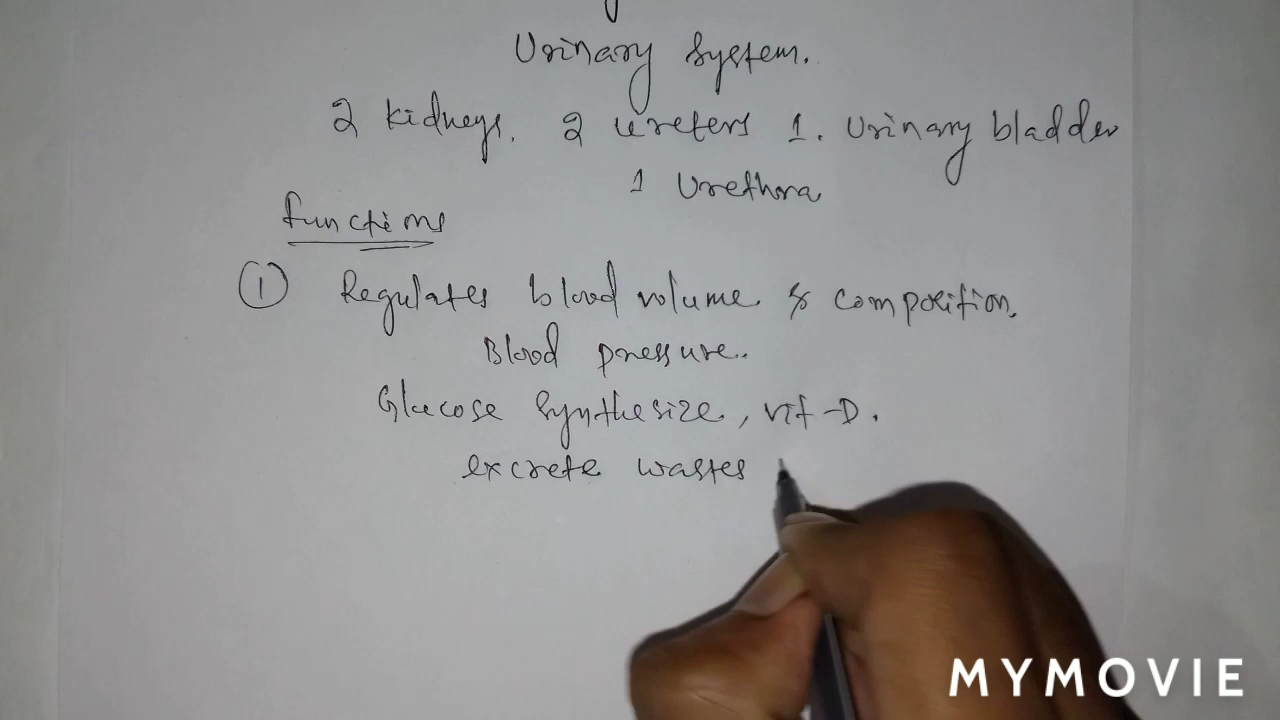 Urinary System.
2 kidneys. 2 ureters 1. Urinary bladder
1 Urethra
functions
① Regulates blood volume & composition.
Blood pressure.
Glucose synthesize, vit-D.
excrete wastes
MYMOVIE